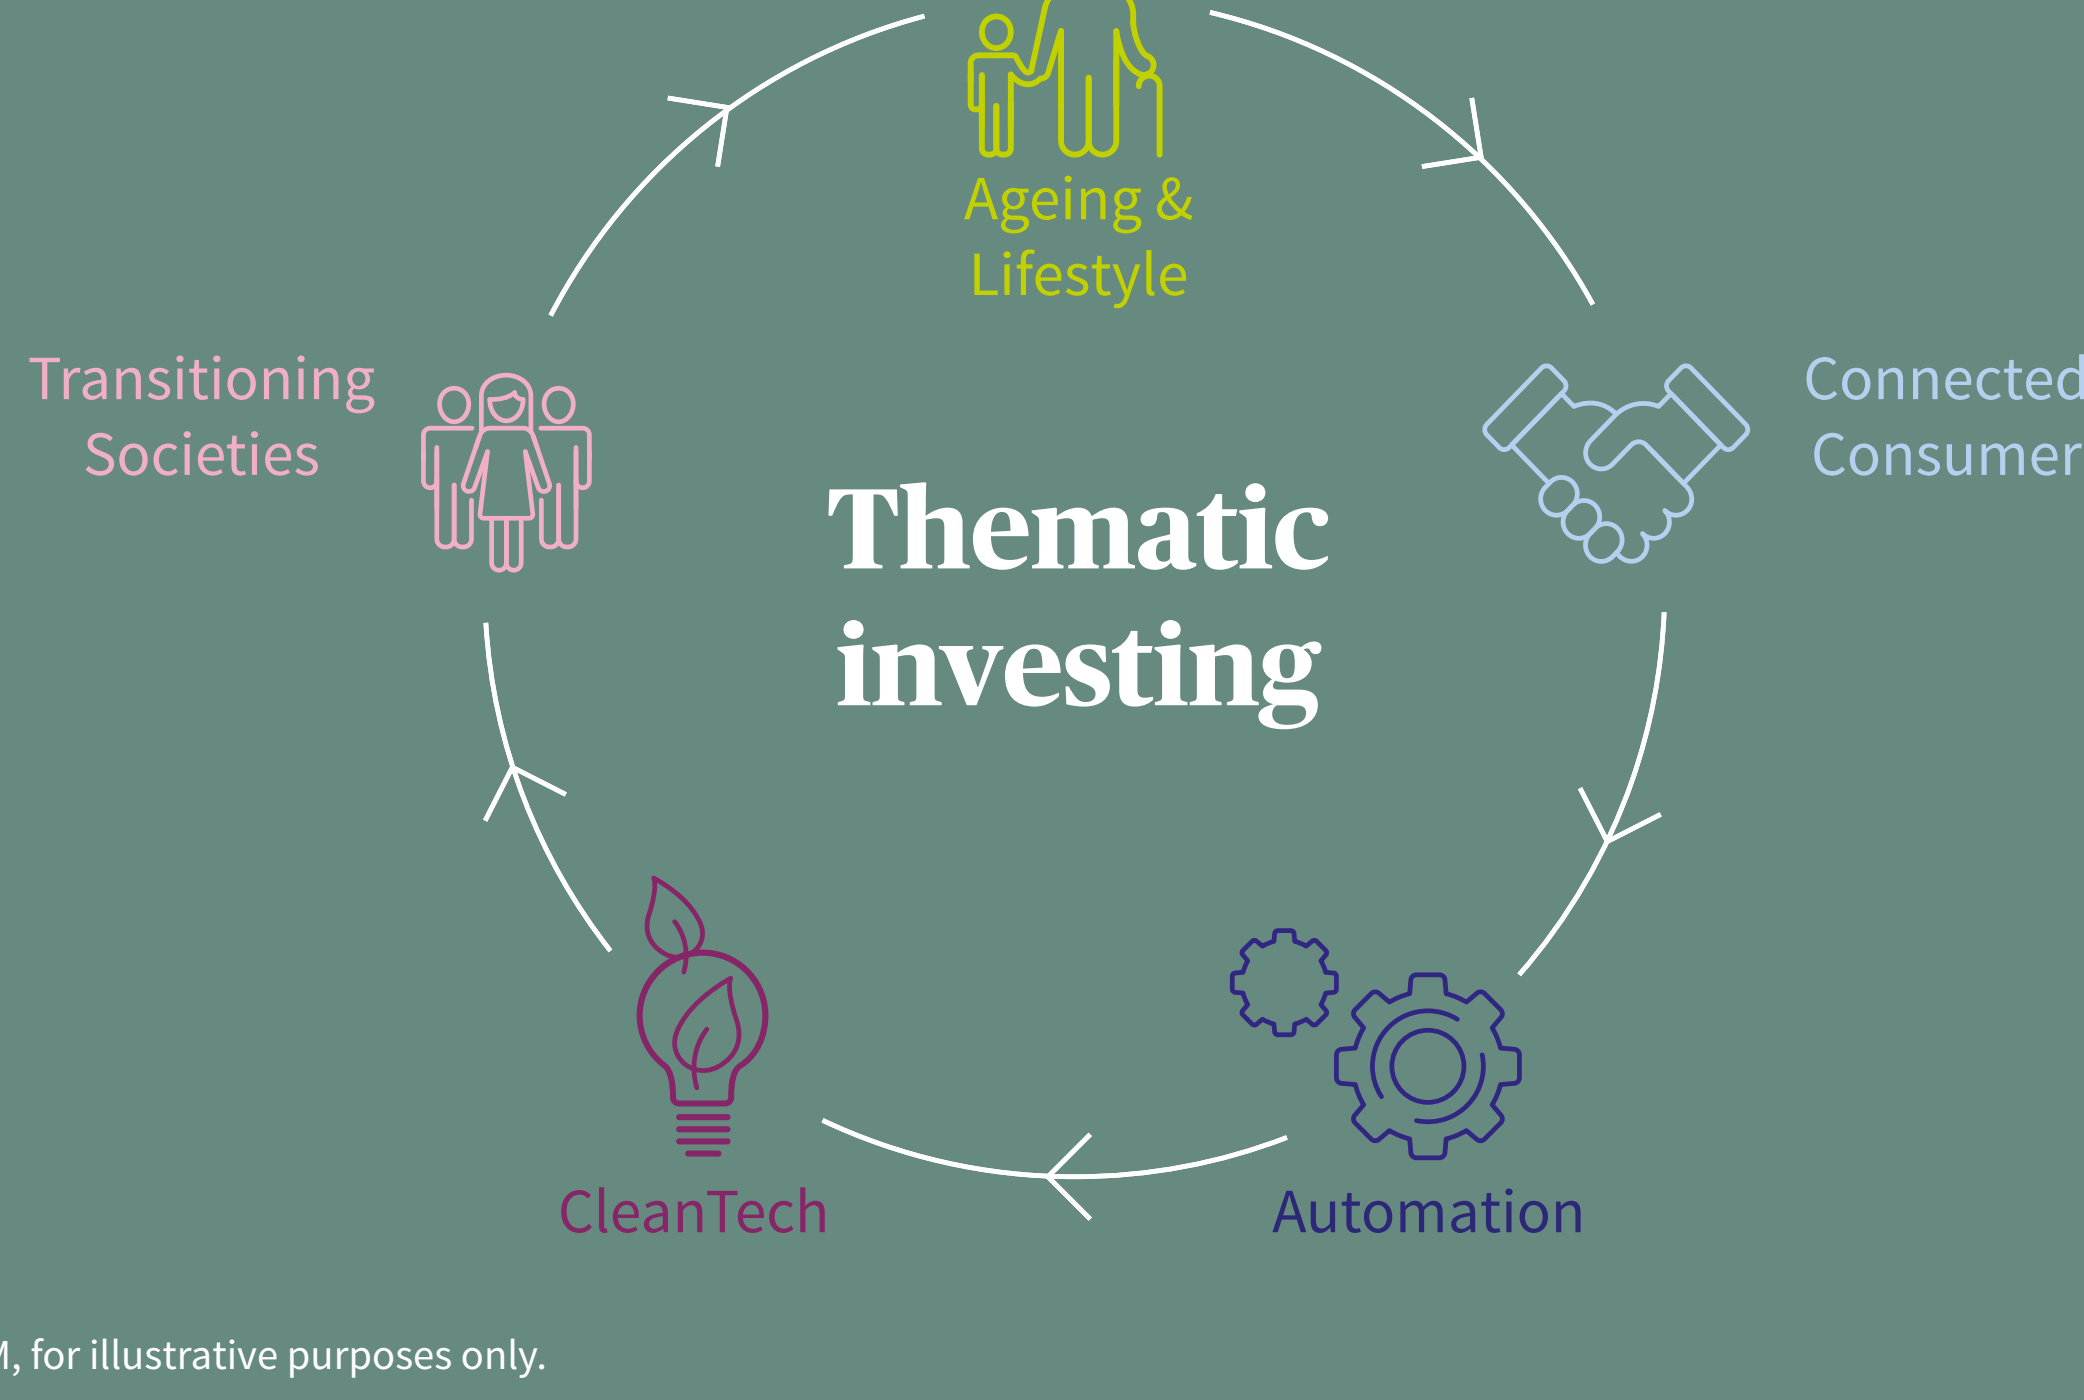 Ageing &
Lifestyle
Transitioning
Societies
Connected
Consumer
Thematic
investing
CleanTech
Automation
for illustrative purposes only.